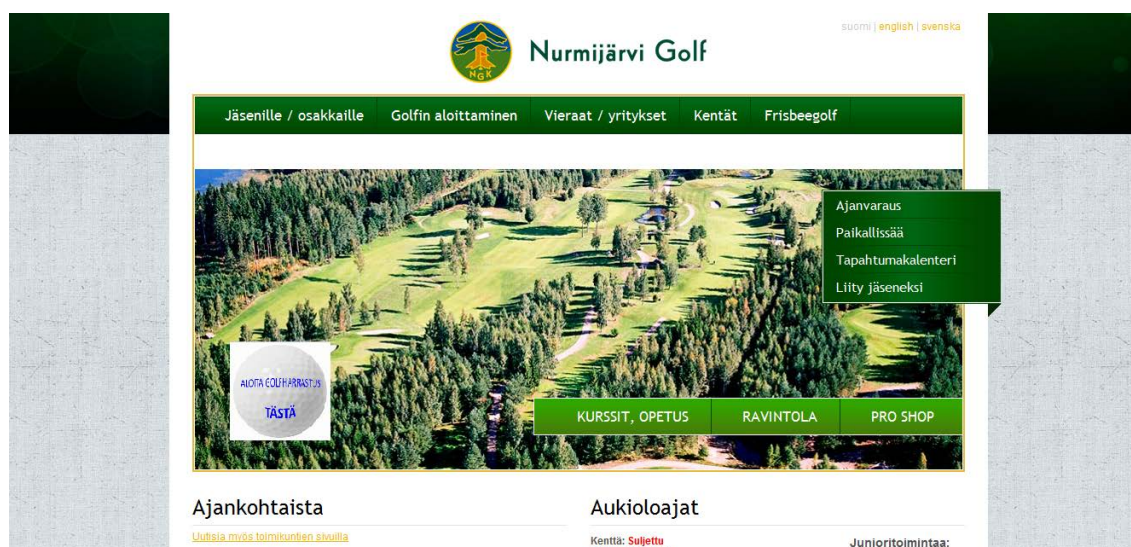 suomi | english | svenska
NGK
Nurmijärvi Golf
Jäsenille / osakkaille Golfin aloittaminen Vieraat / yritykset Kentät Frisbeegolf
Ajanvaraus
Paikallissää
Tapahtumakalenteri
Liity jäseneksi
ALOITA GOLFHARRASTUS
TÄSTÄ
KURSSIT, OPETUS RAVINTOLA PRO SHOP
Ajankohtaista
Uutisia myös toimikuntien sivuilla
Aukioloajat
Kenttä: Suljettu
Junioritoimintaa: